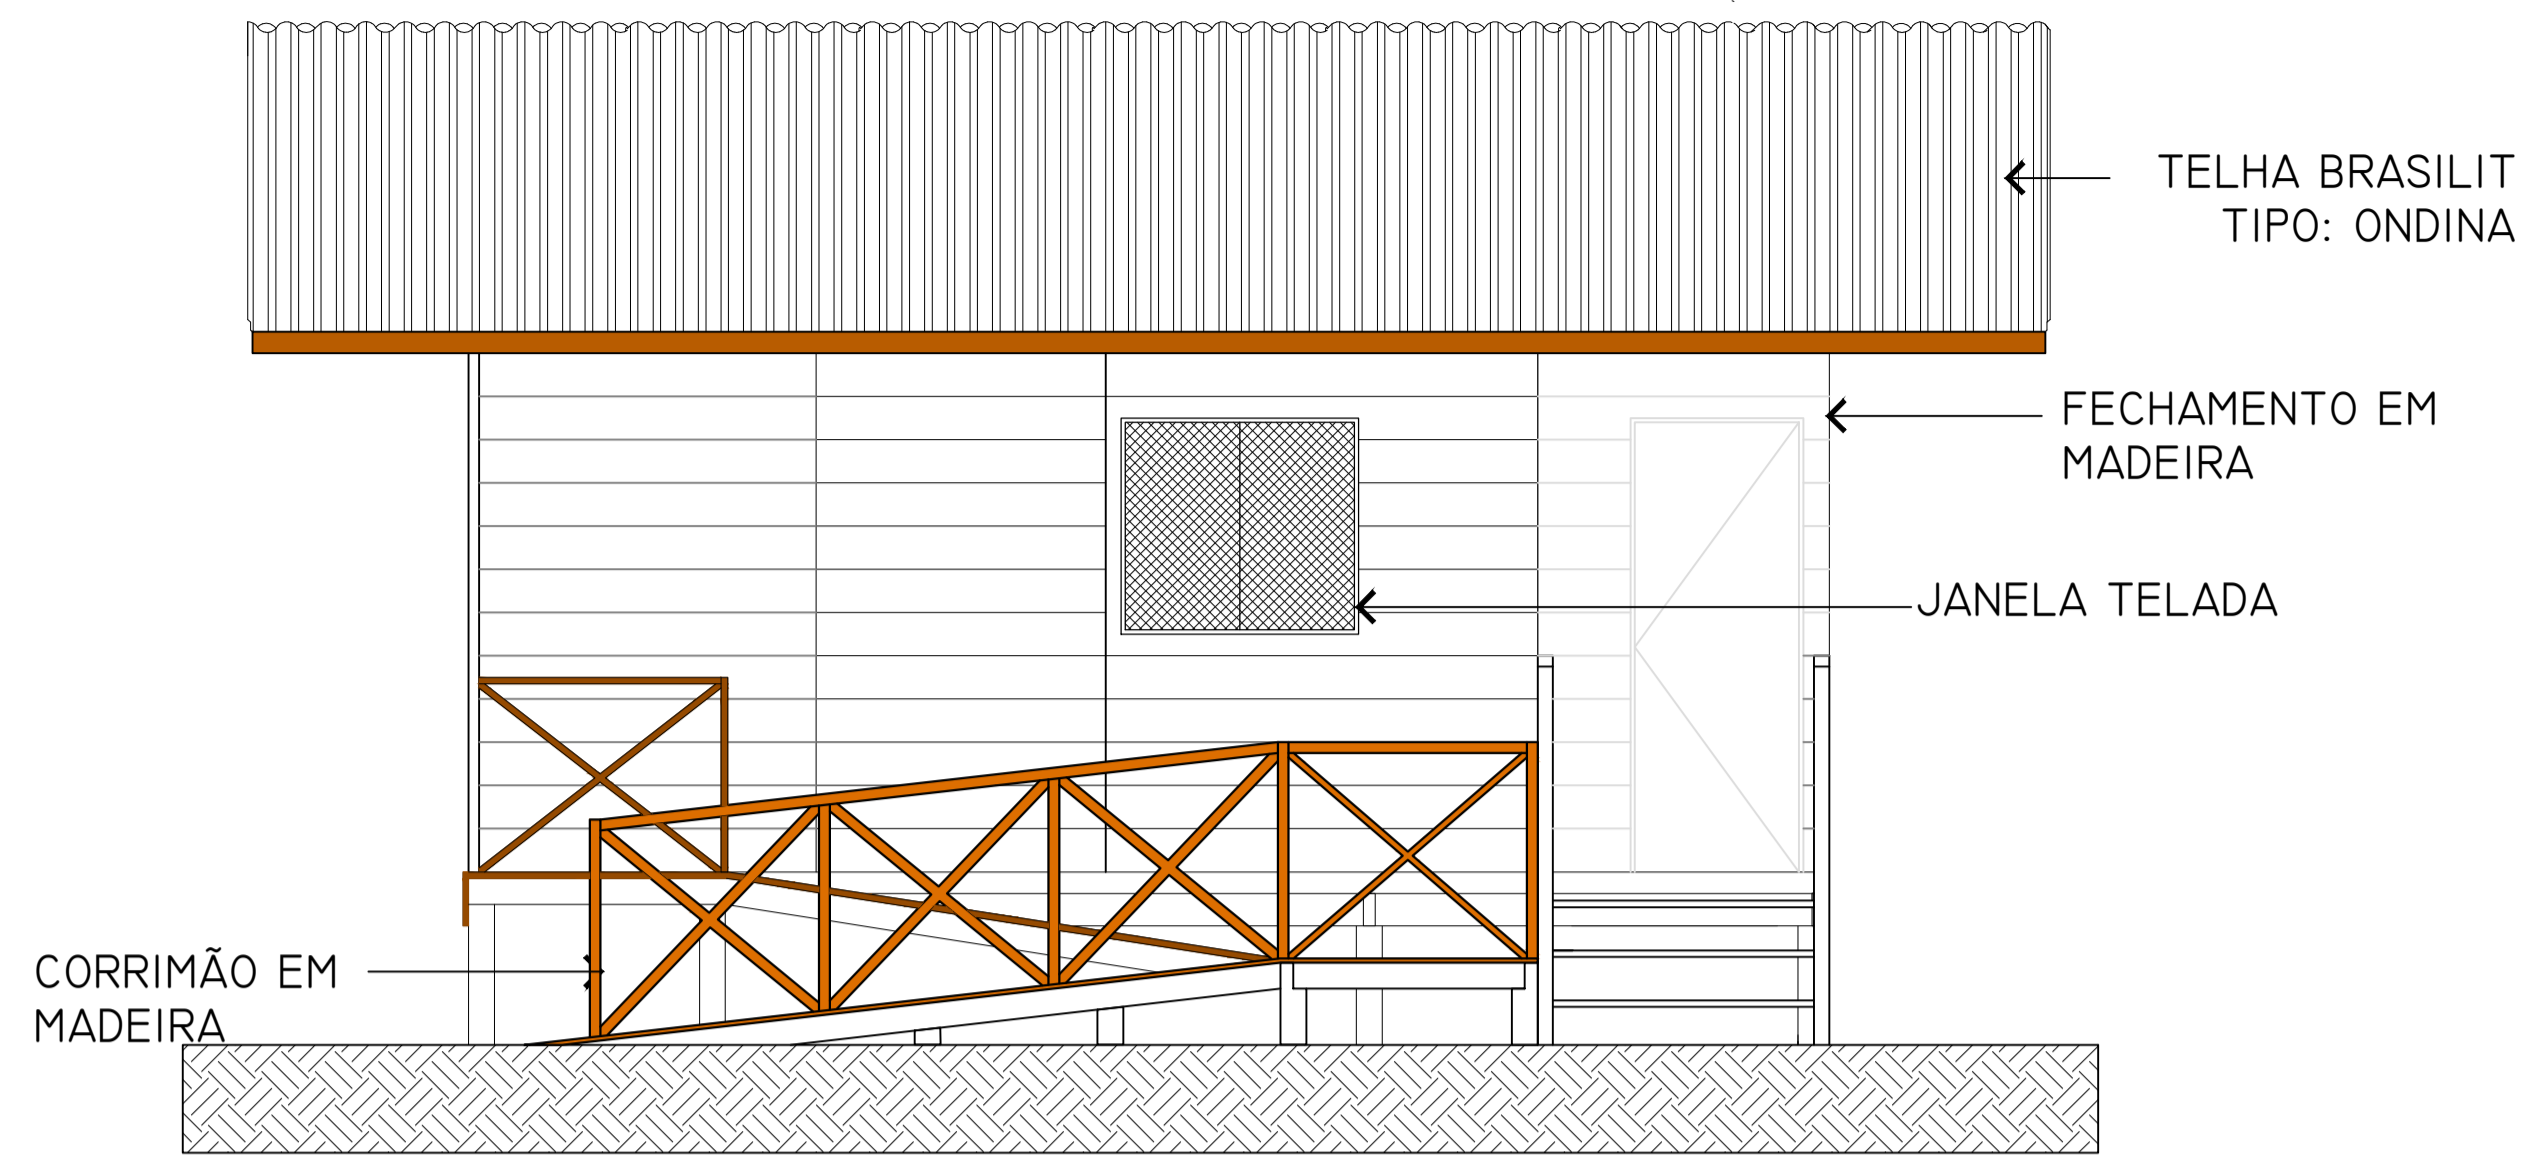 TELHA BRASILIT
TIPO: ONDINA
FECHAMENTO EM
MADEIRA
JANELA TELADA
CORRIMÃO EM
MADEIRA